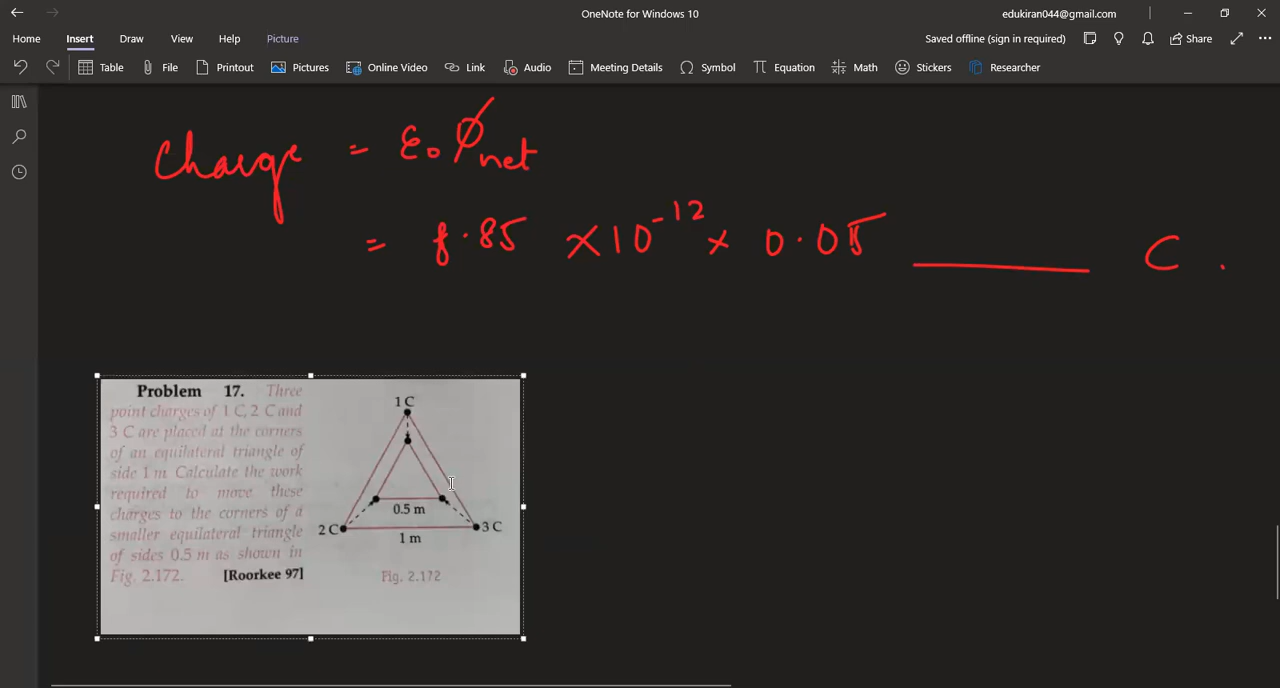 OneNote for Windows 10
edukiran044@gmail.com
Home Insert Draw View Help Picture
Saved offline (sign in required) Share
Table File Printout Pictures Online Video Link Audio Meeting Details Symbol Equation Math Stickers Researcher
Charge = ε₀ ∅net
= 8.85 ×10⁻¹² × 0.05 ______ C .
Problem 17. Three
point charges of 1 C, 2 C and
3 C are placed at the corners
of an equilateral triangle of
side 1 m. Calculate the work
required to move these
charges to the corners of a
smaller equilateral triangle
of sides 0.5 m as shown in
Fig. 2.172. [Roorkee 97]
1 C
0.5 m
2 C
3 C
1 m
Fig. 2.172